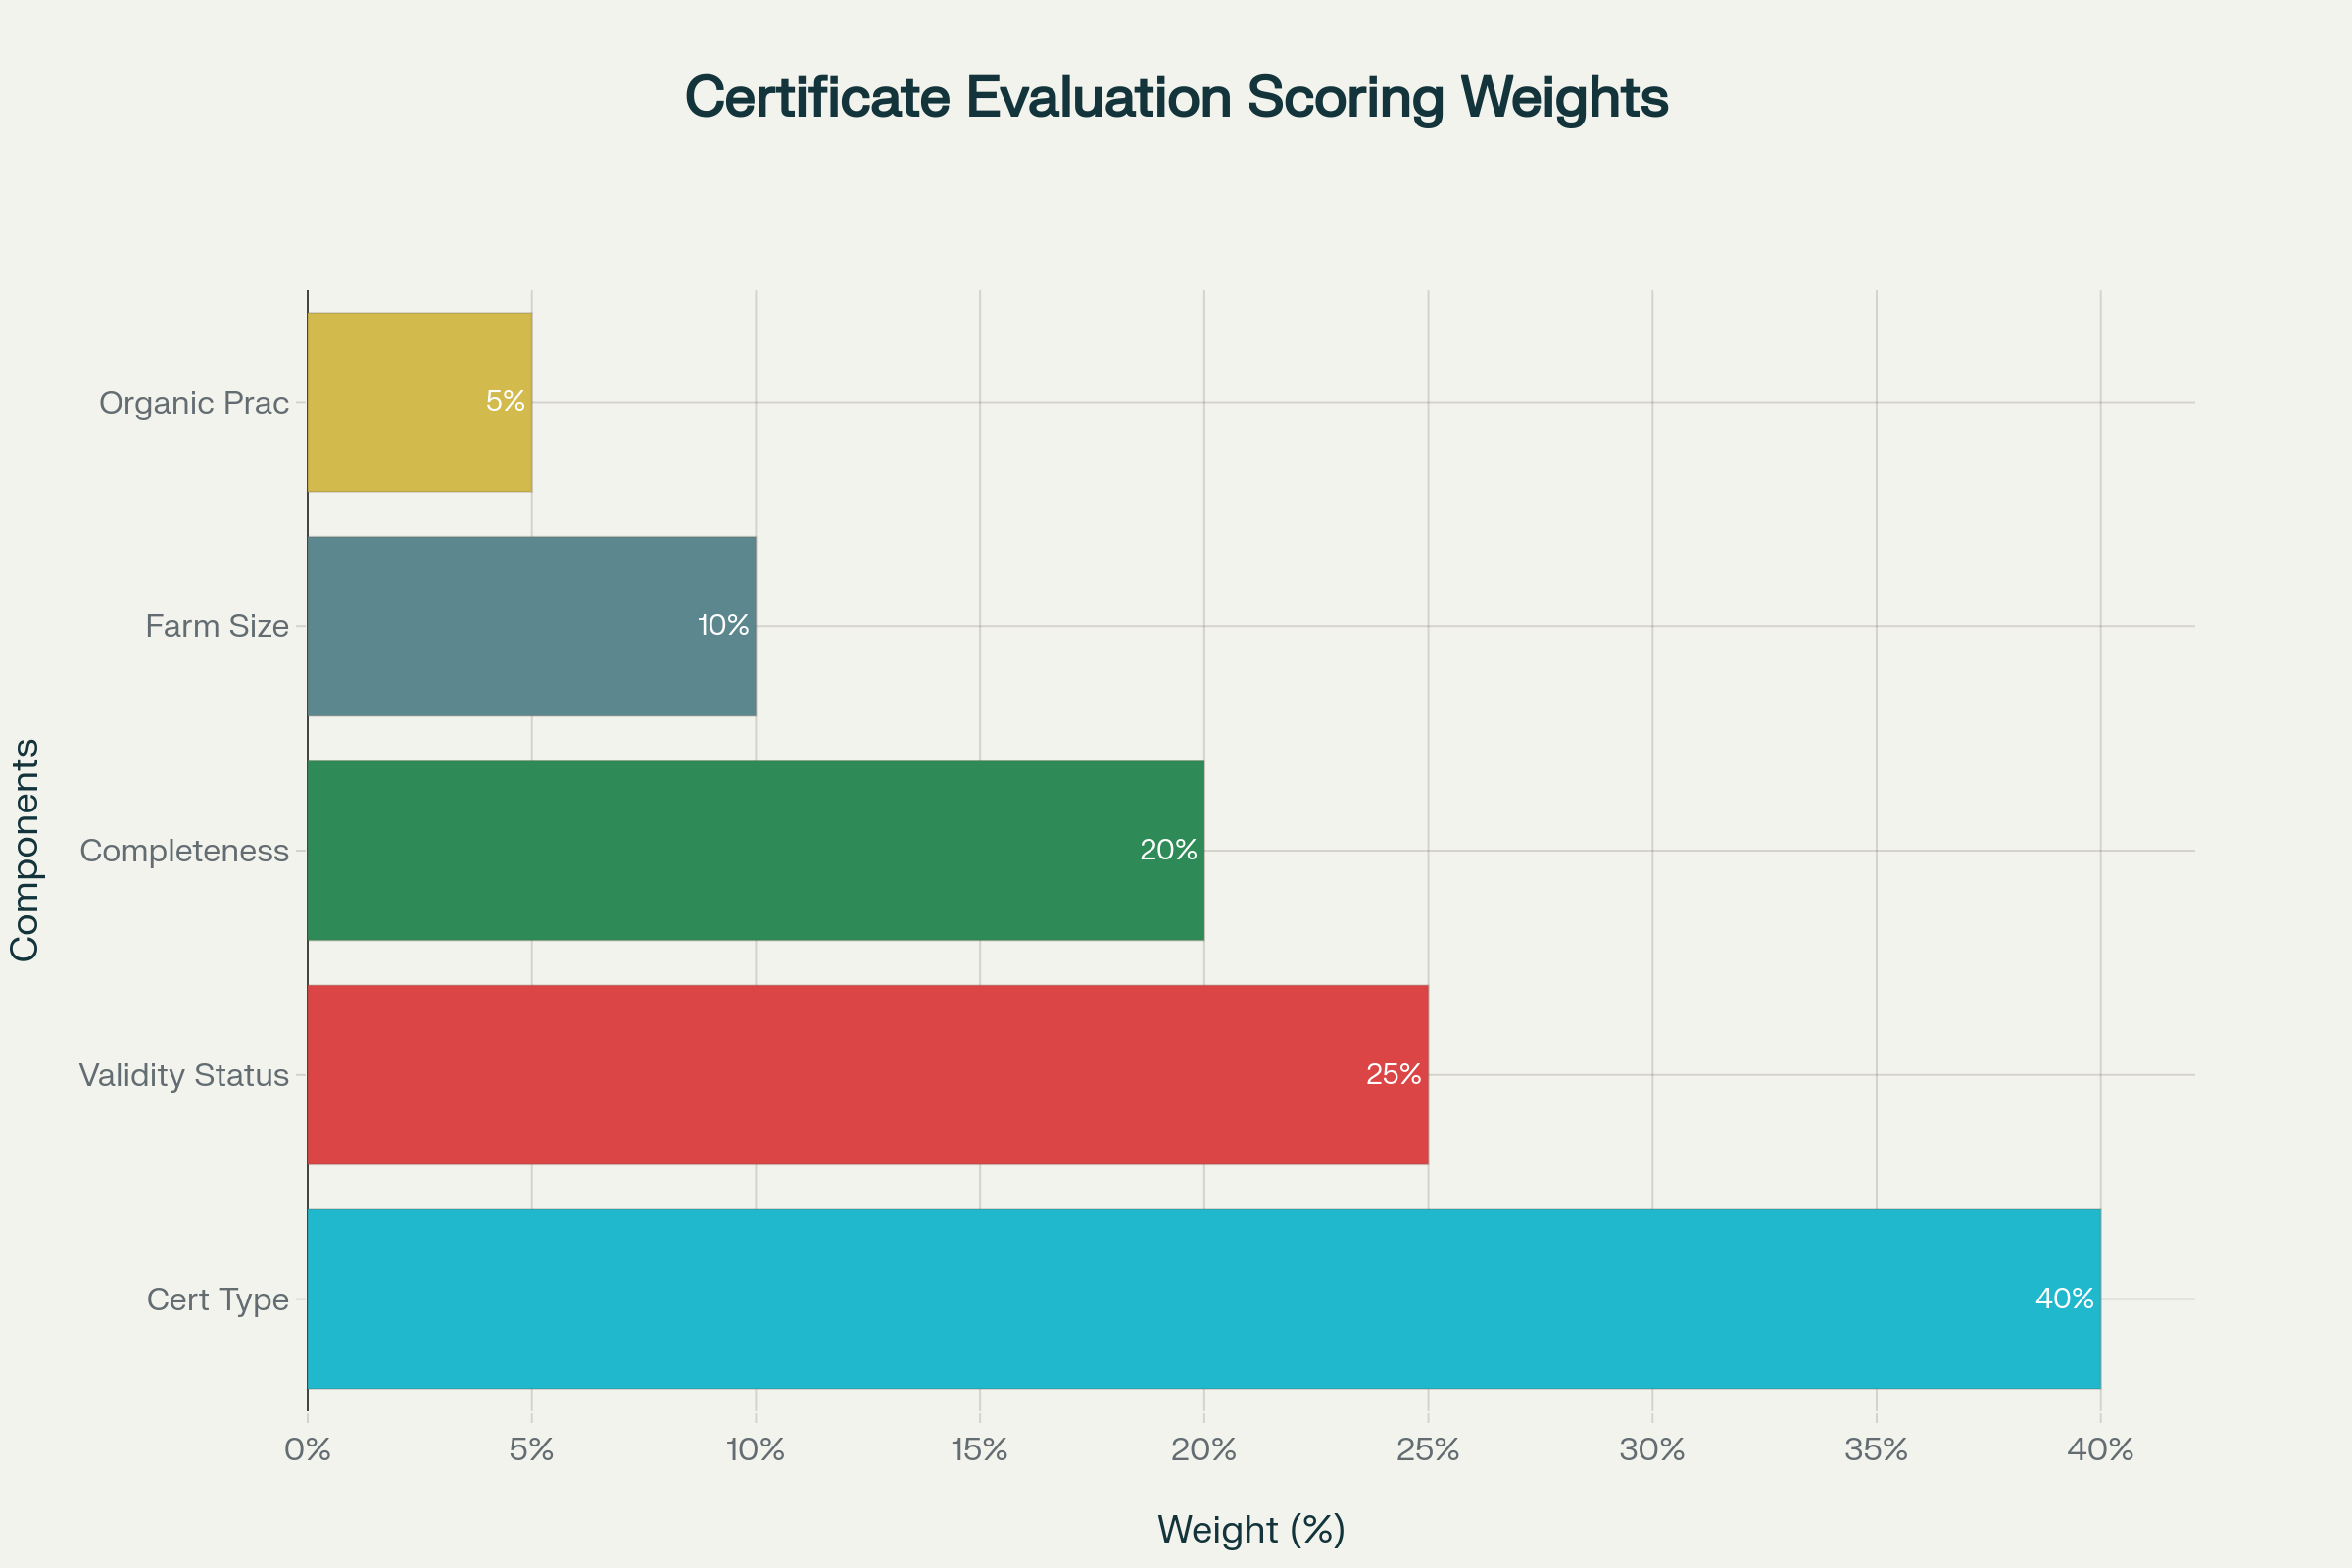 Certificate Evaluation Scoring Weights
Components
Organic Prac
5%
Farm Size
10%
Completeness
20%
Validity Status
25%
Cert Type
40%
0% 5% 10% 15% 20% 25% 30% 35% 40%
Weight (%)